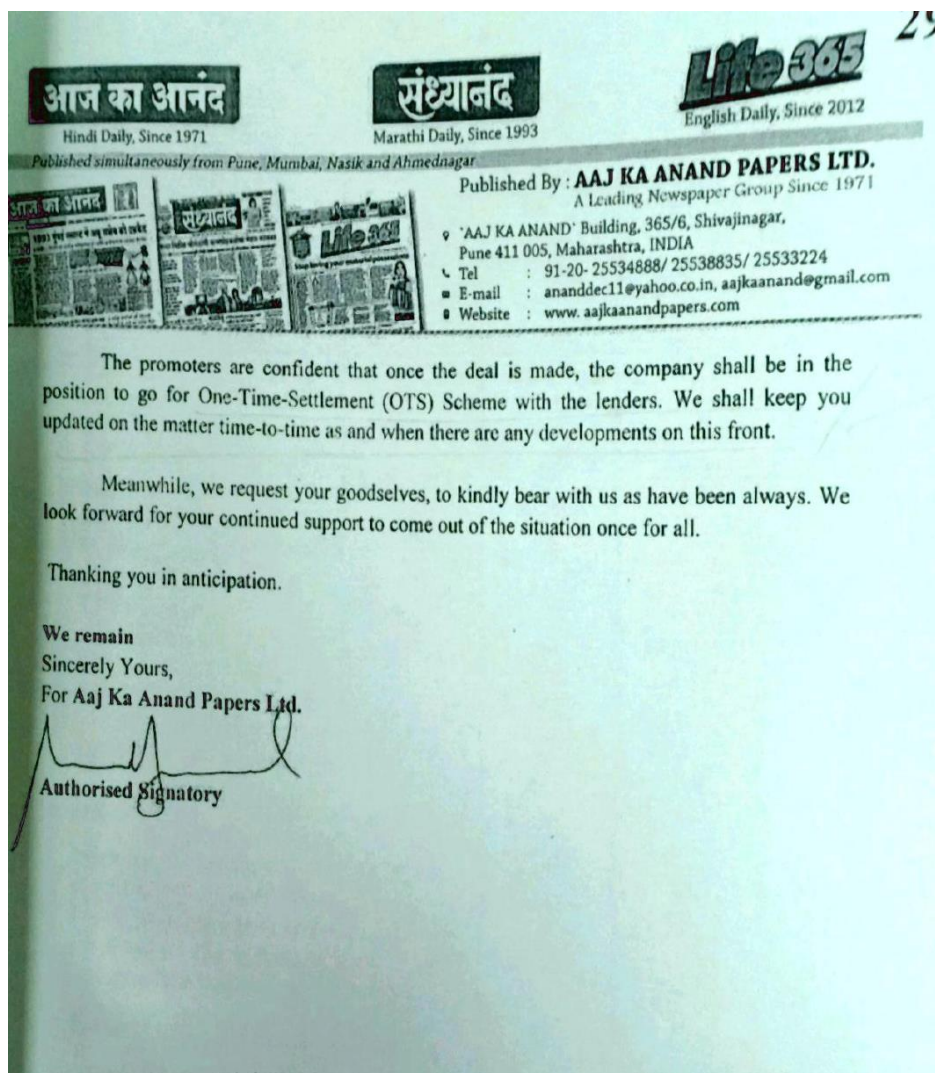 29
आज का आनंद
Hindi Daily, Since 1971
संध्यानंद
Marathi Daily, Since 1993
Life 365
English Daily, Since 2012
Published simultaneously from Pune, Mumbai, Nasik and Ahmednagar
Published By : AAJ KA ANAND PAPERS LTD.
A Leading Newspaper Group Since 1971
'AAJ KA ANAND' Building, 365/6, Shivajinagar,
Pune 411 005, Maharashtra, INDIA
Tel : 91-20- 25534888/ 25538835/ 25533224
E-mail : ananddec11@yahoo.co.in, aajkaanand@gmail.com
Website : www. aajkaanandpapers.com
आज का आनंद
संध्यानंद
Life 365
The promoters are confident that once the deal is made, the company shall be in the
position to go for One-Time-Settlement (OTS) Scheme with the lenders. We shall keep you
updated on the matter time-to-time as and when there are any developments on this front.
Meanwhile, we request your goodselves, to kindly bear with us as have been always. We
look forward for your continued support to come out of the situation once for all.
Thanking you in anticipation.
We remain
Sincerely Yours,
For Aaj Ka Anand Papers Ltd.
Authorised Signatory